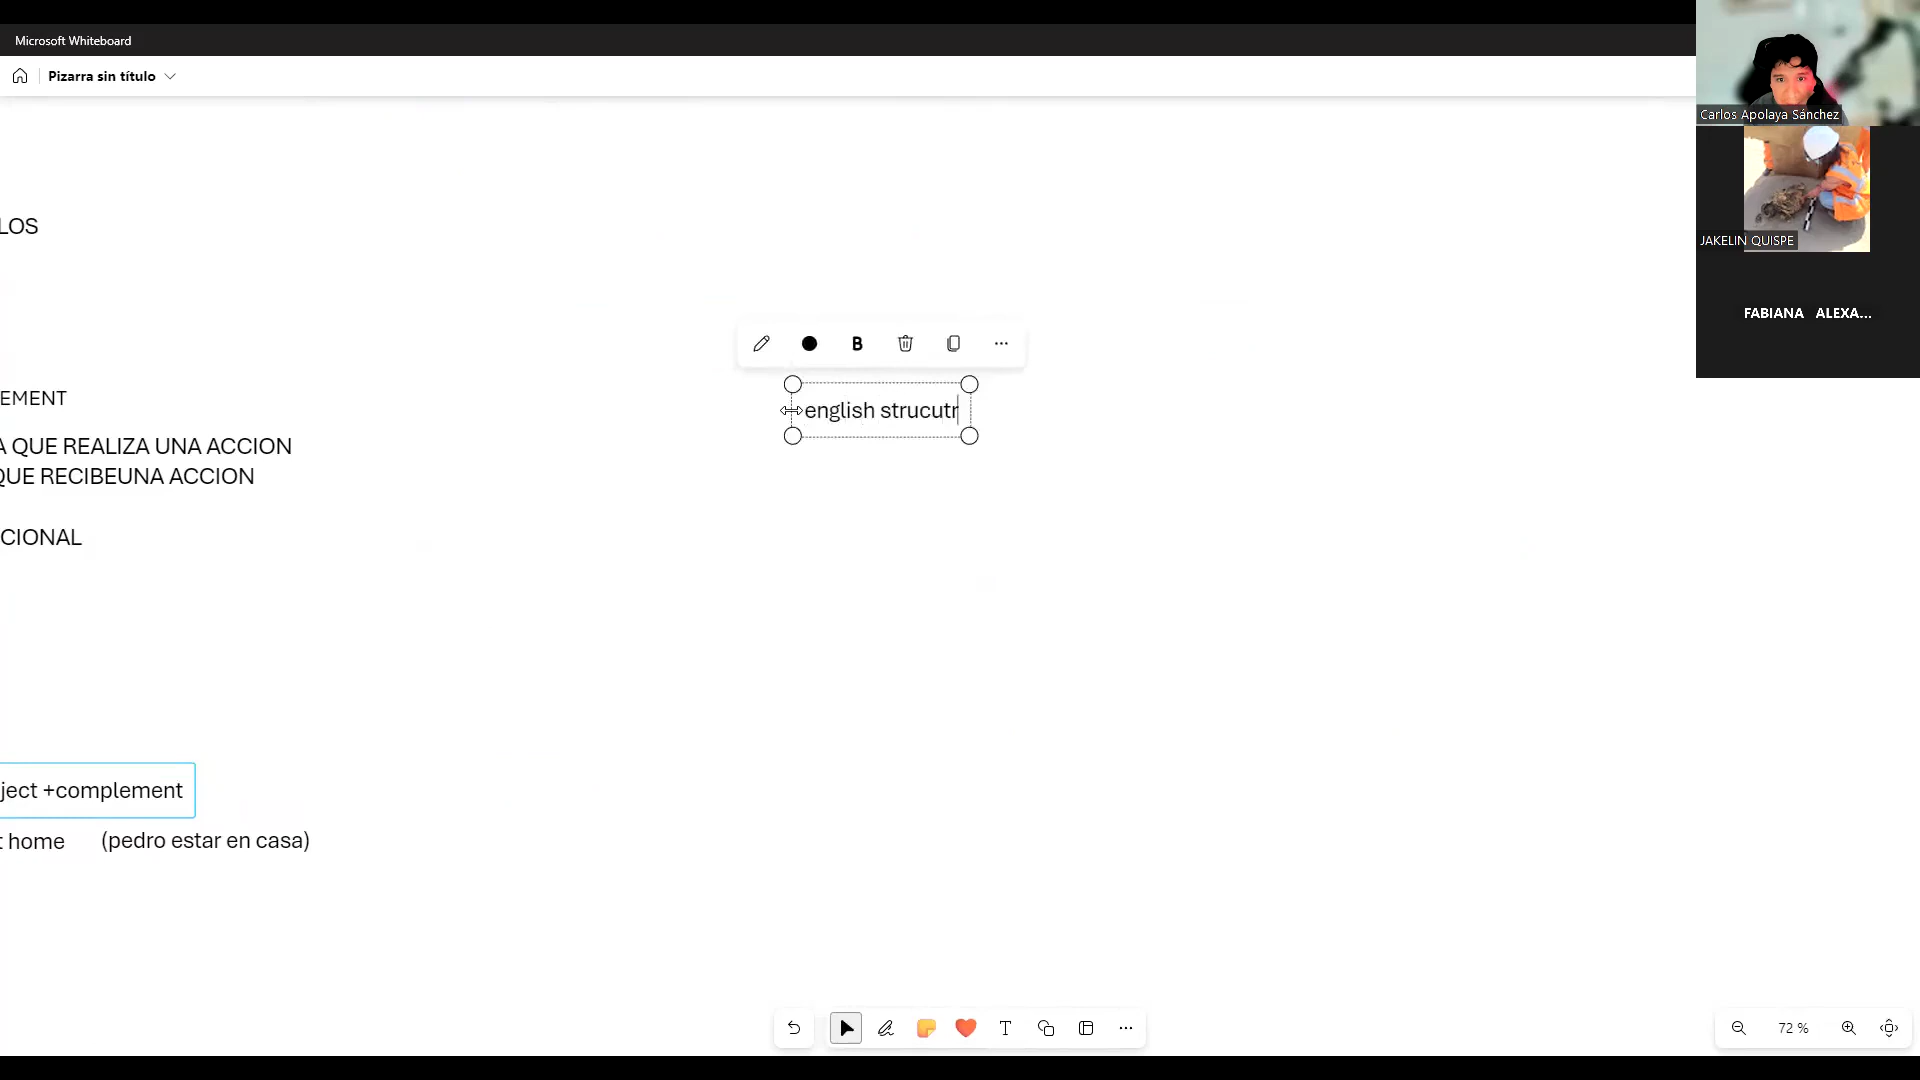 Microsoft Whiteboard
Pizarra sin título
Carlos Apolaya Sánchez
JAKELIN QUISPE
FABIANA ALEXA...
LOS
B
english strucutr
EMENT
A QUE REALIZA UNA ACCION
QUE RECIBEUNA ACCION
CIONAL
ject +complement
t home (pedro estar en casa)
72 %